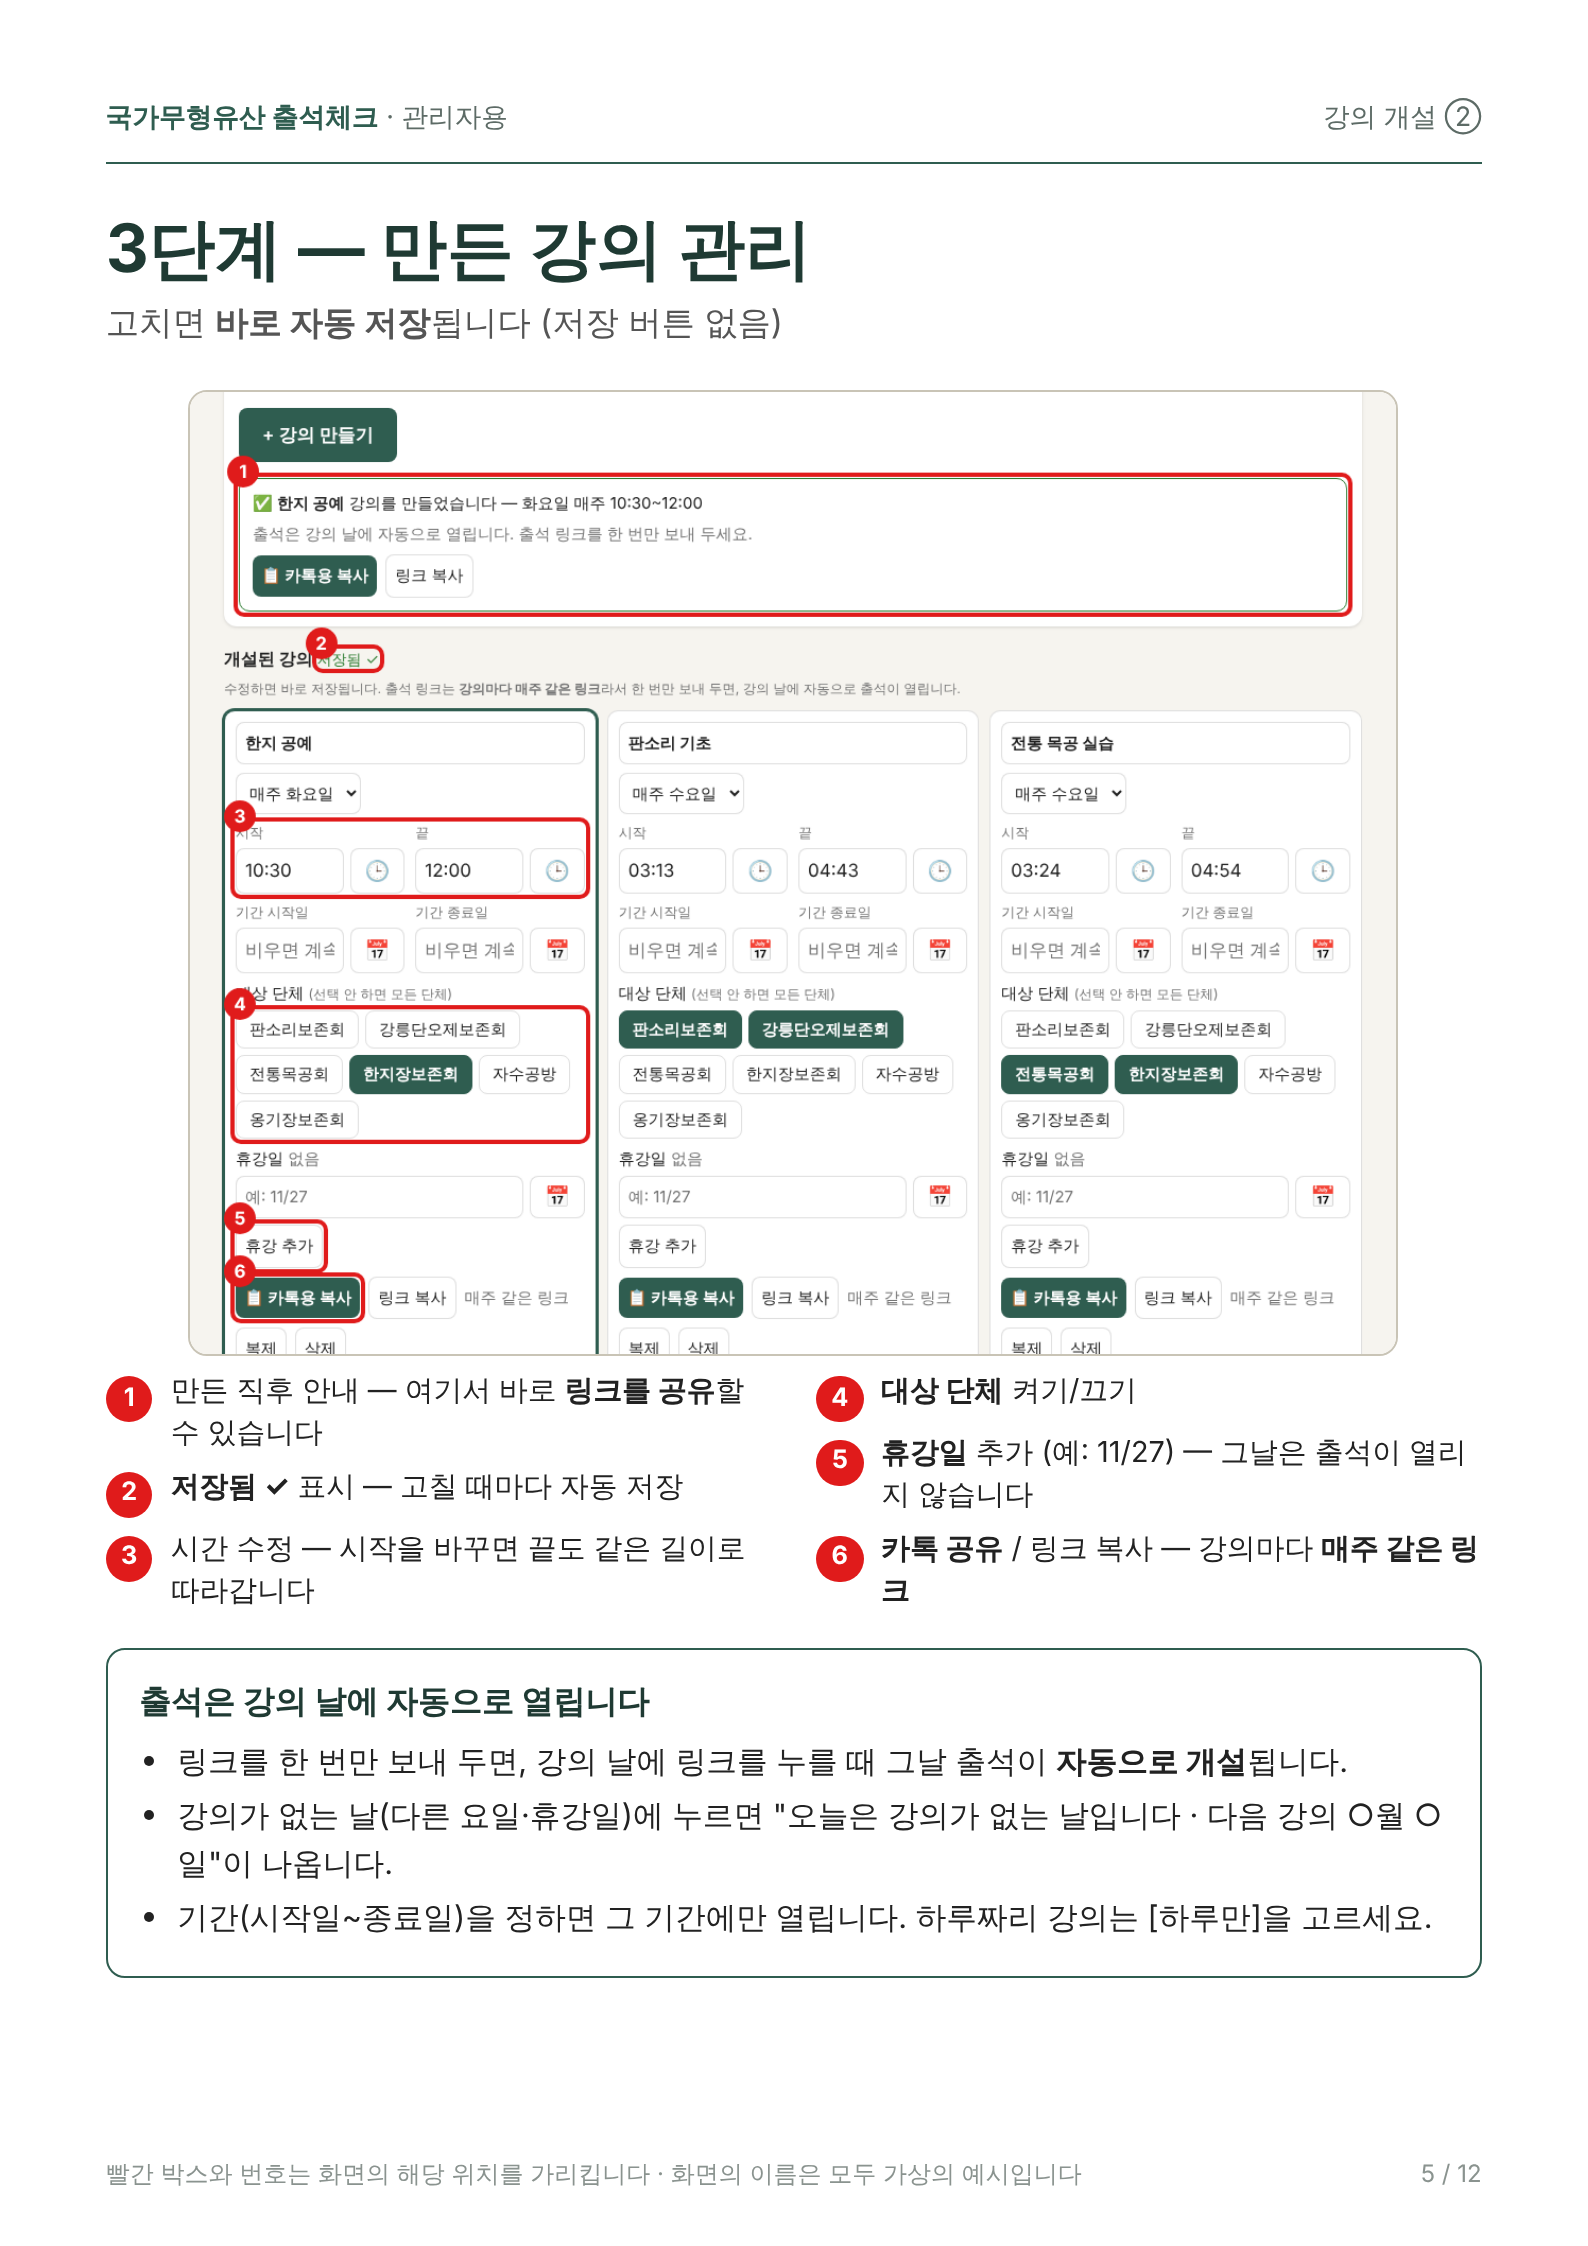 국가무형유산 출석체크 · 관리자용
강의 개설 ②
3단계 — 만든 강의 관리
고치면 바로 자동 저장됩니다 (저장 버튼 없음)
+ 강의 만들기
1
✅ 한지 공예 강의를 만들었습니다 — 화요일 매주 10:30~12:00
출석은 강의 날에 자동으로 열립니다. 출석 링크를 한 번만 보내 두세요.
📋 카톡용 복사 링크 복사
2
개설된 강의 저장됨 ✓
수정하면 바로 저장됩니다. 출석 링크는 강의마다 매주 같은 링크라서 한 번만 보내 두면, 강의 날에 자동으로 출석이 열립니다.
한지 공예
매주 화요일
3
시작 끝
10:30 🕒 12:00 🕒
기간 시작일 기간 종료일
비우면 계속 📅 비우면 계속 📅
대상 단체 (선택 안 하면 모든 단체)
4
판소리보존회 강릉단오제보존회
전통목공회 한지장보존회 자수공방
옹기장보존회
휴강일 없음
예: 11/27 📅
5
휴강 추가
6
📋 카톡용 복사 링크 복사 매주 같은 링크
복제 삭제
판소리 기초
매주 수요일
시작 끝
03:13 🕒 04:43 🕒
기간 시작일 기간 종료일
비우면 계속 📅 비우면 계속 📅
대상 단체 (선택 안 하면 모든 단체)
판소리보존회 강릉단오제보존회
전통목공회 한지장보존회 자수공방
옹기장보존회
휴강일 없음
예: 11/27 📅
휴강 추가
📋 카톡용 복사 링크 복사 매주 같은 링크
복제 삭제
전통 목공 실습
매주 수요일
시작 끝
03:24 🕒 04:54 🕒
기간 시작일 기간 종료일
비우면 계속 📅 비우면 계속 📅
대상 단체 (선택 안 하면 모든 단체)
판소리보존회 강릉단오제보존회
전통목공회 한지장보존회 자수공방
옹기장보존회
휴강일 없음
예: 11/27 📅
휴강 추가
📋 카톡용 복사 링크 복사 매주 같은 링크
복제 삭제
1 만든 직후 안내 — 여기서 바로 링크를 공유할
수 있습니다
2 저장됨 ✓ 표시 — 고칠 때마다 자동 저장
3 시간 수정 — 시작을 바꾸면 끝도 같은 길이로
따라갑니다
4 대상 단체 켜기/끄기
5 휴강일 추가 (예: 11/27) — 그날은 출석이 열리
지 않습니다
6 카톡 공유 / 링크 복사 — 강의마다 매주 같은 링
크
출석은 강의 날에 자동으로 열립니다
• 링크를 한 번만 보내 두면, 강의 날에 링크를 누를 때 그날 출석이 자동으로 개설됩니다.
• 강의가 없는 날(다른 요일·휴강일)에 누르면 "오늘은 강의가 없는 날입니다 · 다음 강의 ○월 ○
일"이 나옵니다.
• 기간(시작일~종료일)을 정하면 그 기간에만 열립니다. 하루짜리 강의는 [하루만]을 고르세요.
빨간 박스와 번호는 화면의 해당 위치를 가리킵니다 · 화면의 이름은 모두 가상의 예시입니다
5 / 12